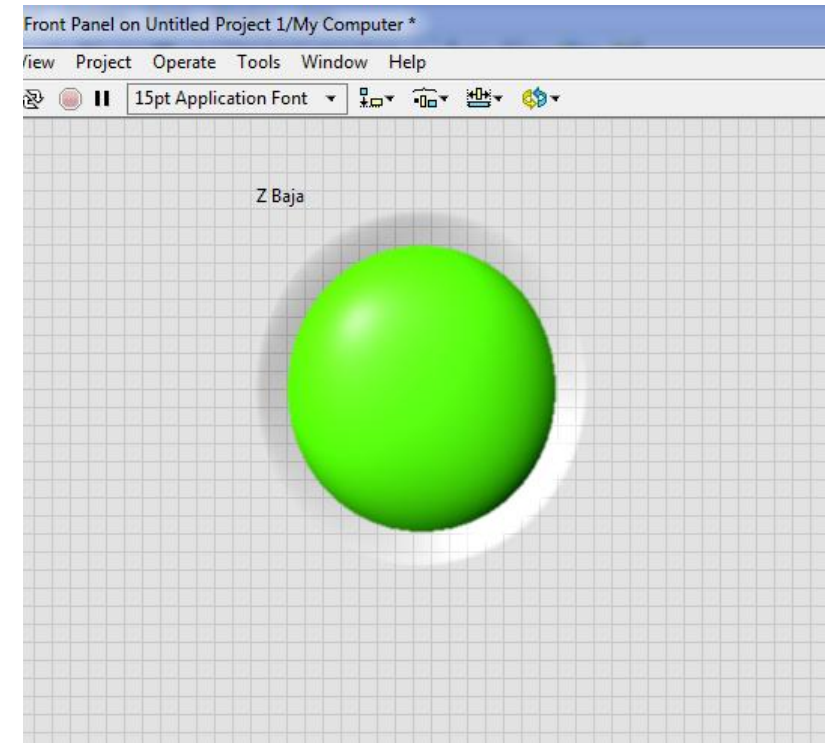 Front Panel on Untitled Project 1/My Computer *
View Project Operate Tools Window Help
15pt Application Font
Z Baja